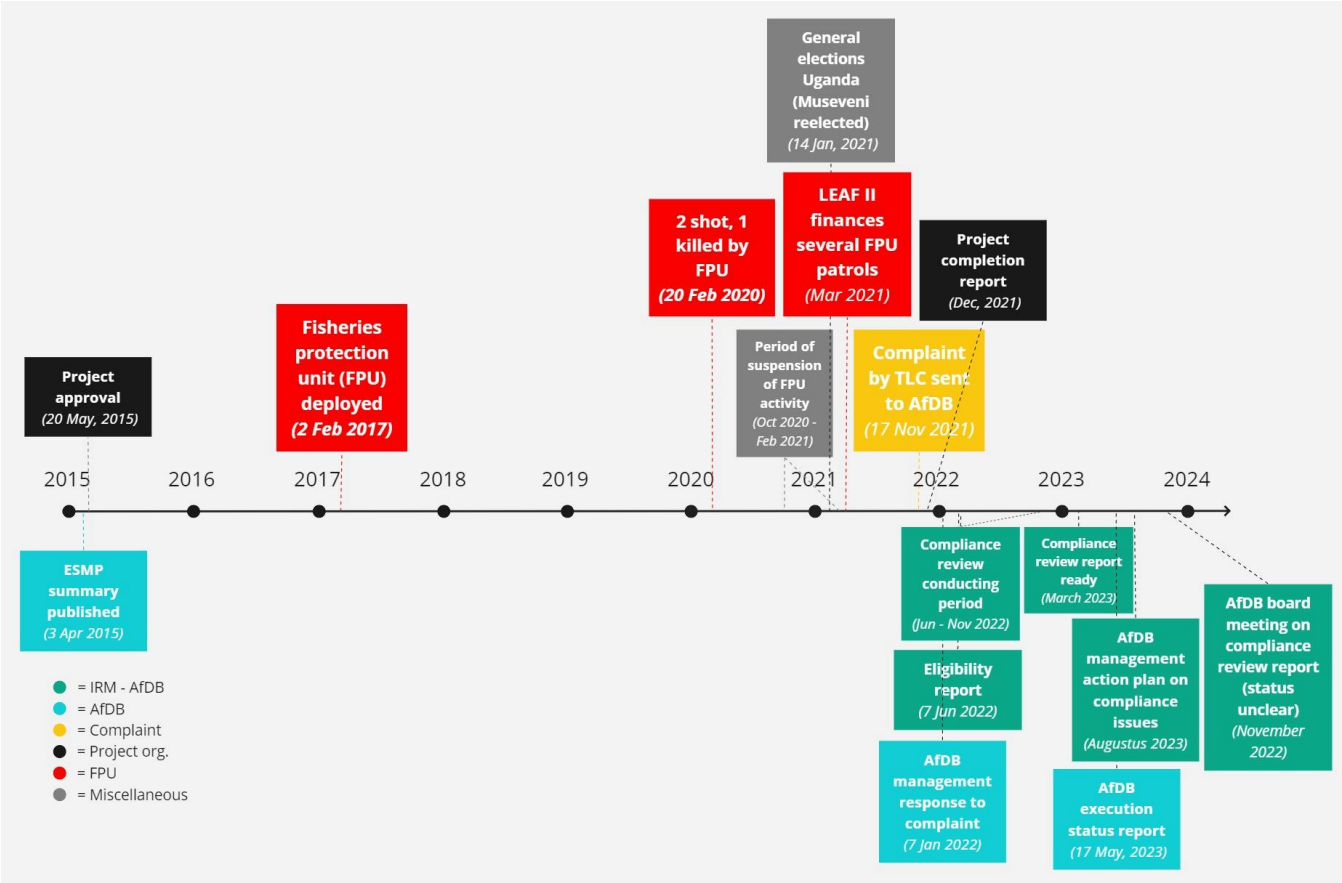 General
elections
Uganda
(Museveni
reelected)
(14 Jan, 2021)
2 shot, 1
killed by
FPU
(20 Feb 2020)
LEAF II
finances
several FPU
patrols
(Mar 2021)
Project
completion
report
(Dec, 2021)
Fisheries
protection
unit (FPU)
deployed
(2 Feb 2017)
Period of
suspension
of FPU
activity
(Oct 2020 -
Feb 2021)
Complaint
by TLC sent
to AfDB
(17 Nov 2021)
Project
approval
(20 May, 2015)
2015 2016 2017 2018 2019 2020 2021 2022 2023 2024
ESMP
summary
published
(3 Apr 2015)
Compliance
review
conducting
period
(Jun - Nov 2022)
Compliance
review report
ready
(March 2023)
Eligibility
report
(7 Jun 2022)
AfDB
management
action plan on
compliance
issues
(Augustus 2023)
AfDB board
meeting on
compliance
review report
(status
unclear)
(November
2022)
AfDB
management
response to
complaint
(7 Jan 2022)
AfDB
execution
status report
(17 May, 2023)
= IRM - AfDB
= AfDB
= Complaint
= Project org.
= FPU
= Miscellaneous